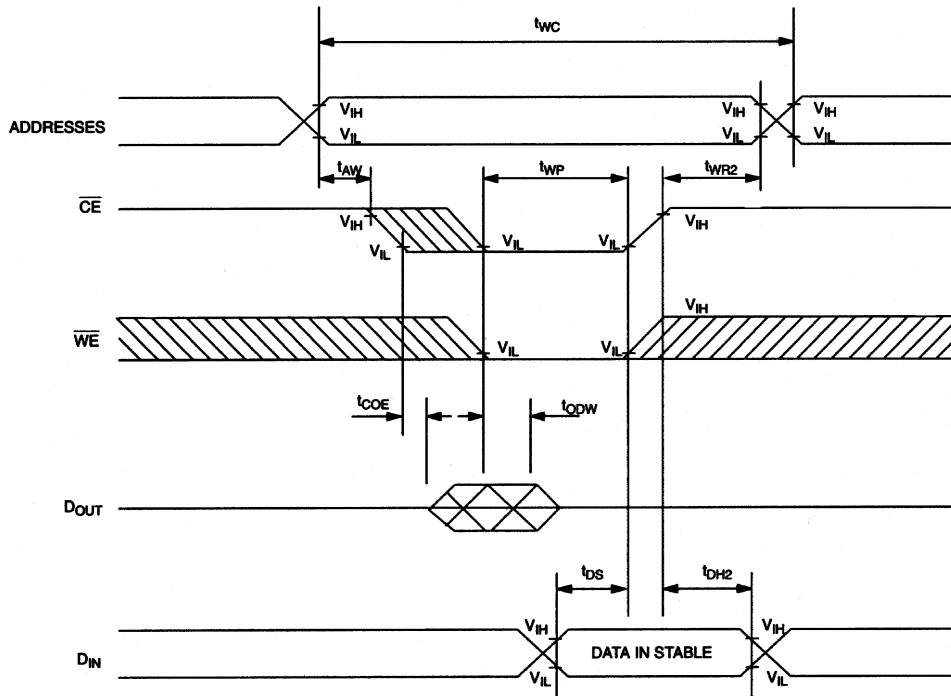 tWC
VIH
VIH
VIH
ADDRESSES
VIL
VIL
VIL
tAW
tWP
tWR2
CE
VIH
VIH
VIL
VIL
VIL
VIH
WE
VIL
VIL
tCOE
tODW
DOUT
tDS
tDH2
VIH
VIH
DIN
DATA IN STABLE
VIL
VIL